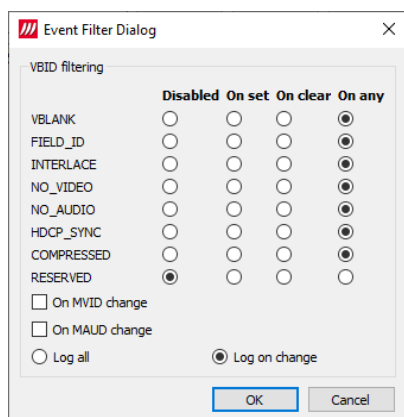 Event Filter Dialog
VBID filtering
Disabled On set On clear On any
VBLANK
FIELD_ID
INTERLACE
NO_VIDEO
NO_AUDIO
HDCP_SYNC
COMPRESSED
RESERVED
On MVID change
On MAUD change
Log all Log on change
OK Cancel